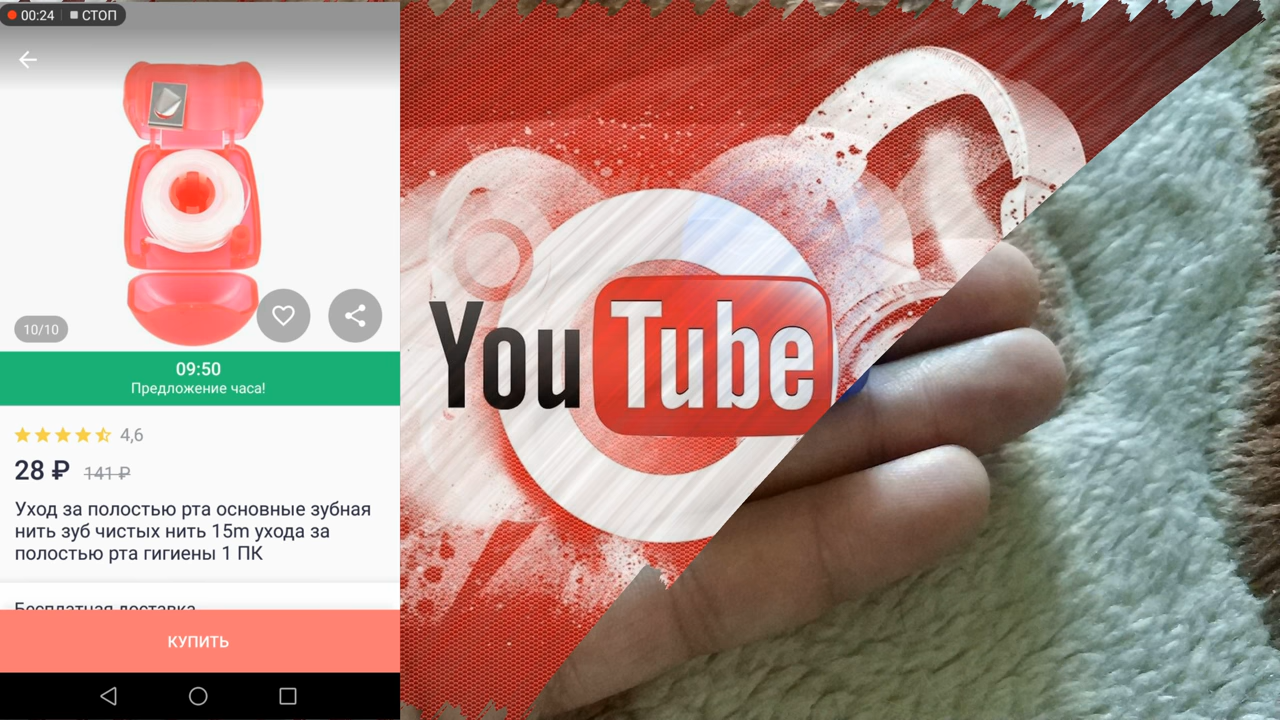 00:24
СТОП
10/10
09:50
Предложение часа!
4,6
28 ₽ 141 ₽
Уход за полостью рта основные зубная
нить зуб чистых нить 15m ухода за
полостью рта гигиены 1 ПК
Бесплатная доставка
КУПИТЬ
YouTube